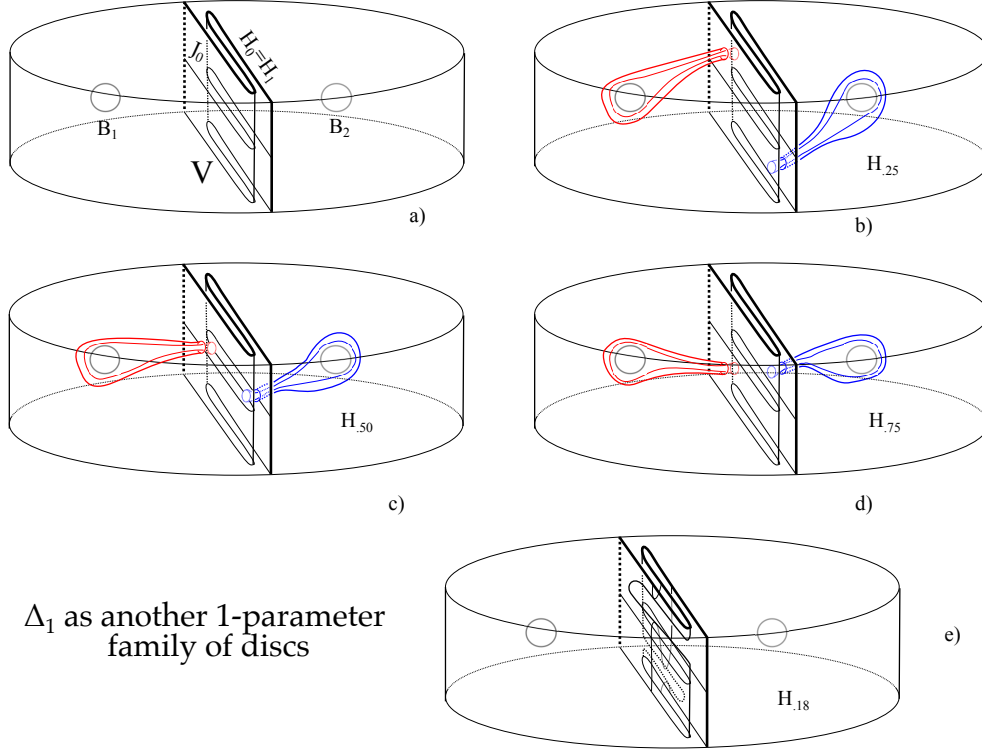 J₀
H₀=H₁
B₁
B₂
V
a)
H.₂₅
b)
H.₅₀
c)
H.₇₅
d)
Δ₁ as another 1-parameter
family of discs
e)
H.₁₈